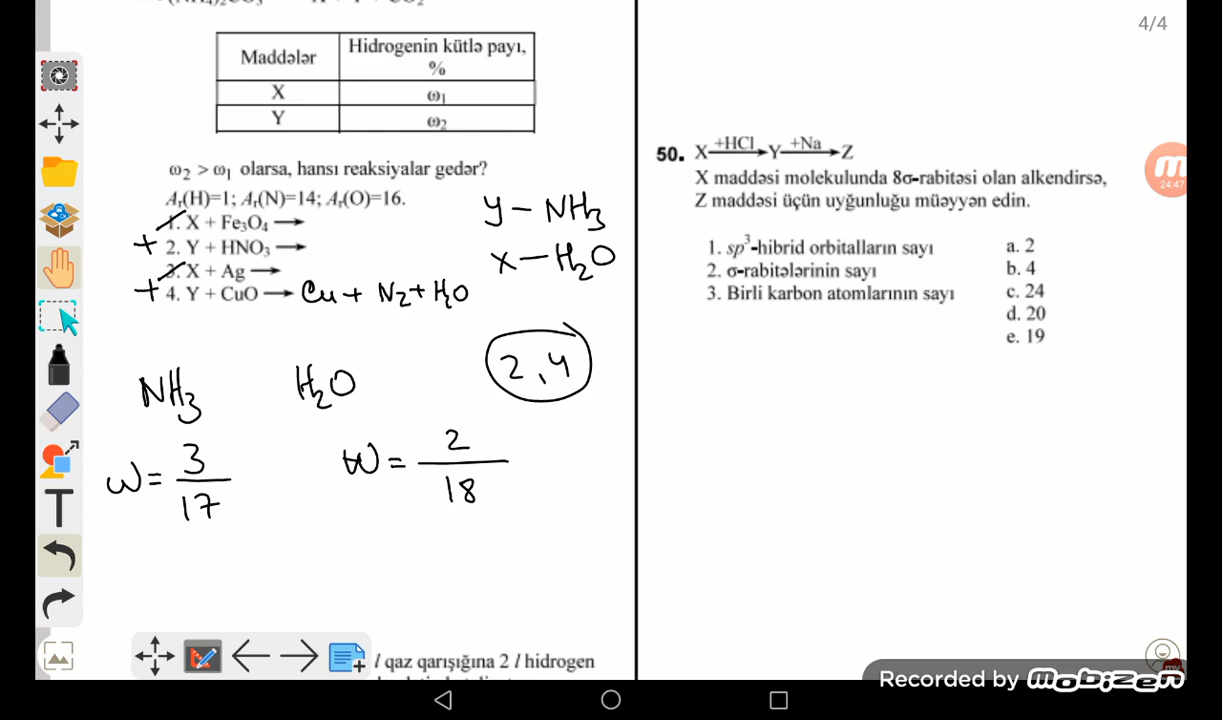 4/4
Maddələr
Hidrogenin kütlə payı, %
X
ω1
Y
ω2
ω2 > ω1 olarsa, hansı reaksiyalar gedər?
Ar(H)=1; Ar(N)=14; Ar(O)=16.
1. X + Fe3O4 →
+ 2. Y + HNO3 →
3. X + Ag →
+ 4. Y + CuO → Cu + N2 + H2O
y - NH3
x - H2O
2,4
NH3
H2O
ω = 3/17
ω = 2/18
l qaz qarışığına 2 l hidrogen
50. X +HCl→ Y +Na→ Z
X maddəsi molekulunda 8σ-rabitəsi olan alkendirsə,
Z maddəsi üçün uyğunluğu müəyyən edin.
1. sp3-hibrid orbitalların sayı
2. σ-rabitələrinin sayı
3. Birli karbon atomlarının sayı
a. 2
b. 4
c. 24
d. 20
e. 19
24:47
T
Recorded by mobizen